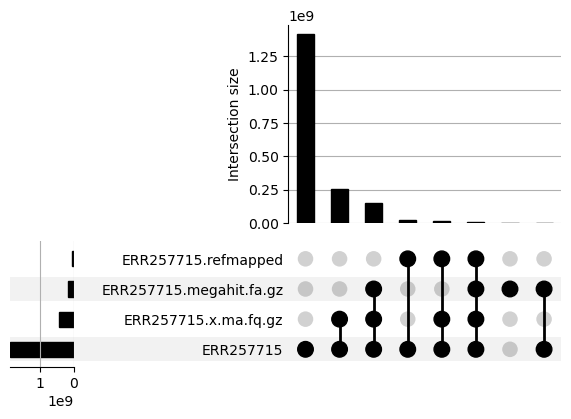 1e9
1.25
1.00
0.75
0.50
0.25
0.00
Intersection size
ERR257715.refmapped
ERR257715.megahit.fa.gz
ERR257715.x.ma.fq.gz
ERR257715
1 0
1e9